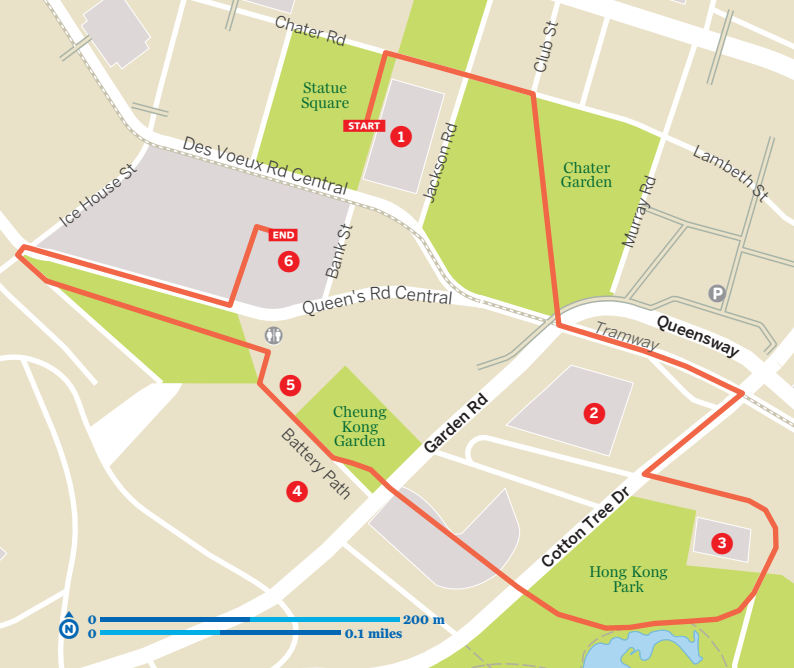 Chater Rd
Club St
Statue
Square
START
1
Jackson Rd
Chater
Garden
Lambeth St
Des Voeux Rd Central
Ice House St
Murray Rd
END
6
Bank St
Queen's Rd Central
P
Tramway
Queensway
5
2
Cheung
Kong
Garden
Garden Rd
Battery Path
4
Cotton Tree Dr
3
Hong Kong
Park
N
0
200 m
0
0.1 miles